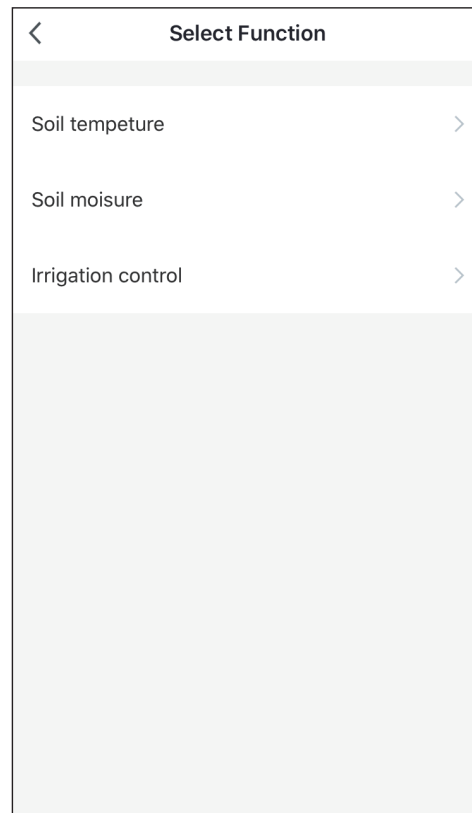 Select Function
Soil tempeture
Soil moisure
Irrigation control